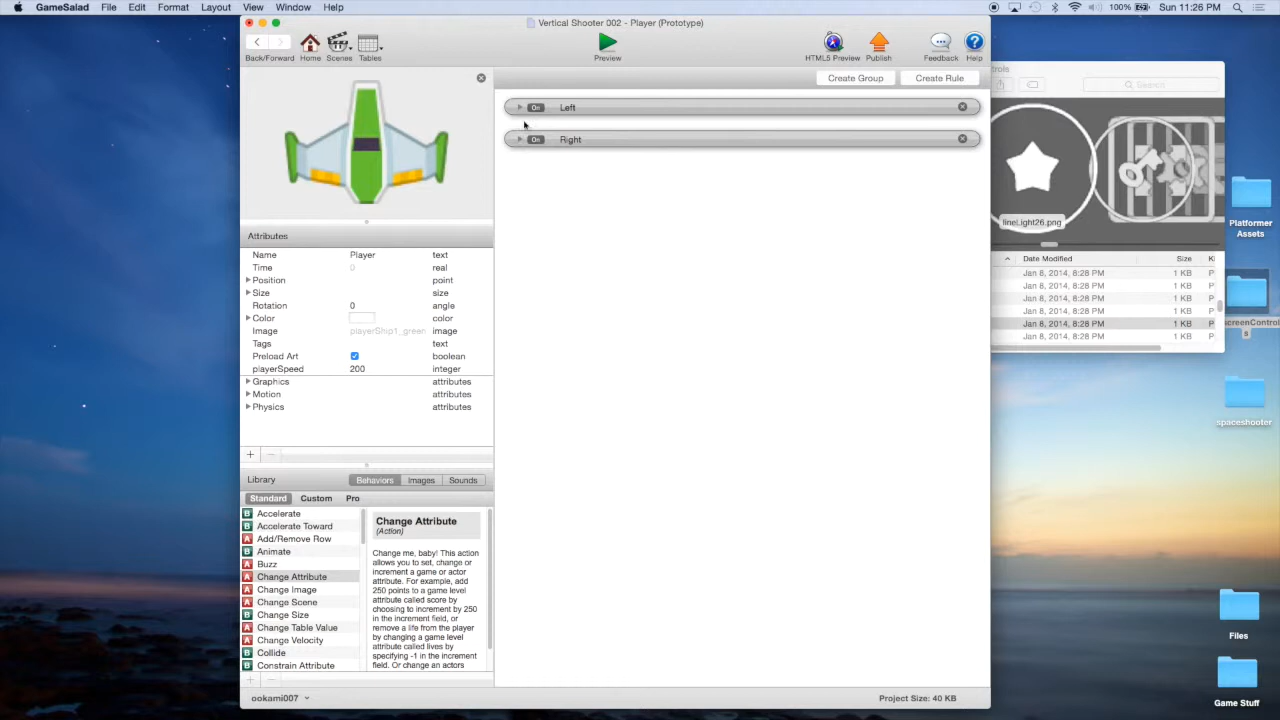 GameSalad File Edit Format Layout View Window Help
100% Sun 11:26 PM
Vertical Shooter 002 - Player (Prototype)
Back/Forward Home Scenes Tables Preview HTML5 Preview Publish Feedback Help
Create Group Create Rule
On Left
On Right
Attributes
Name Player text
Time 0 real
Position point
Size size
Rotation 0 angle
Color color
Image playerShip1_green image
Tags text
Preload Art boolean
playerSpeed 200 integer
Graphics attributes
Motion attributes
Physics attributes
Library Behaviors Images Sounds
Standard Custom Pro
B Accelerate
B Accelerate Toward
A Add/Remove Row
B Animate
A Buzz
A Change Attribute
A Change Image
A Change Scene
B Change Size
A Change Table Value
A Change Velocity
B Collide
B Constrain Attribute
Change Attribute
(Action)
Change me, baby! This action
allows you to set, change or
increment a game or actor
attribute. For example, add
250 points to a game level
attribute called score by
choosing to increment by 250
in the increment field, or
remove a life from the player
by changing a game level
attribute called lives by
specifying -1 in the increment
field. Or change an actors
ookami007
Project Size: 40 KB
Search
lineLight26.png
Date Modified Size
Jan 8, 2014, 8:28 PM 1 KB P
Jan 8, 2014, 8:28 PM 1 KB P
Jan 8, 2014, 8:28 PM 1 KB P
Jan 8, 2014, 8:28 PM 1 KB P
Jan 8, 2014, 8:28 PM 1 KB P
Jan 8, 2014, 8:28 PM 1 KB P
Platformer
Assets
screenControl
s
spaceshooter
Files
Game Stuff